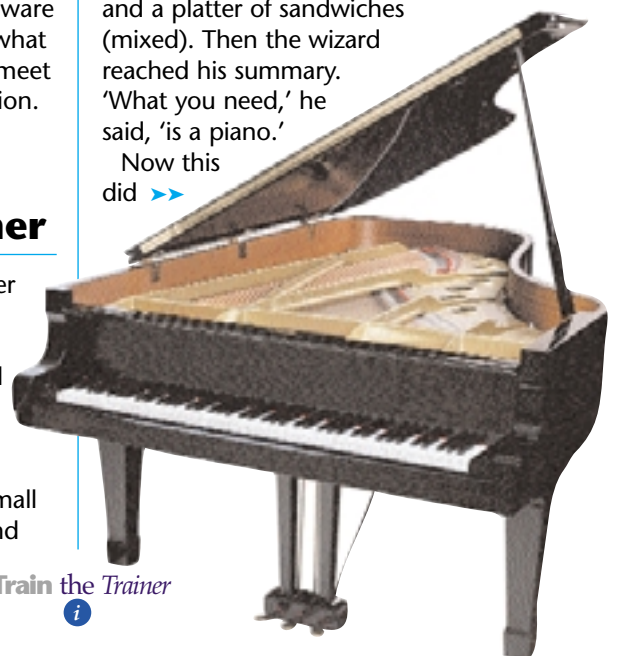 ware
what
meet
ion.
er
er
l
mall
nd
and a platter of sandwiches
(mixed). Then the wizard
reached his summary.
‘What you need,’ he
said, ‘is a piano.’
Now this
did ➤➤
Train the Trainer
i